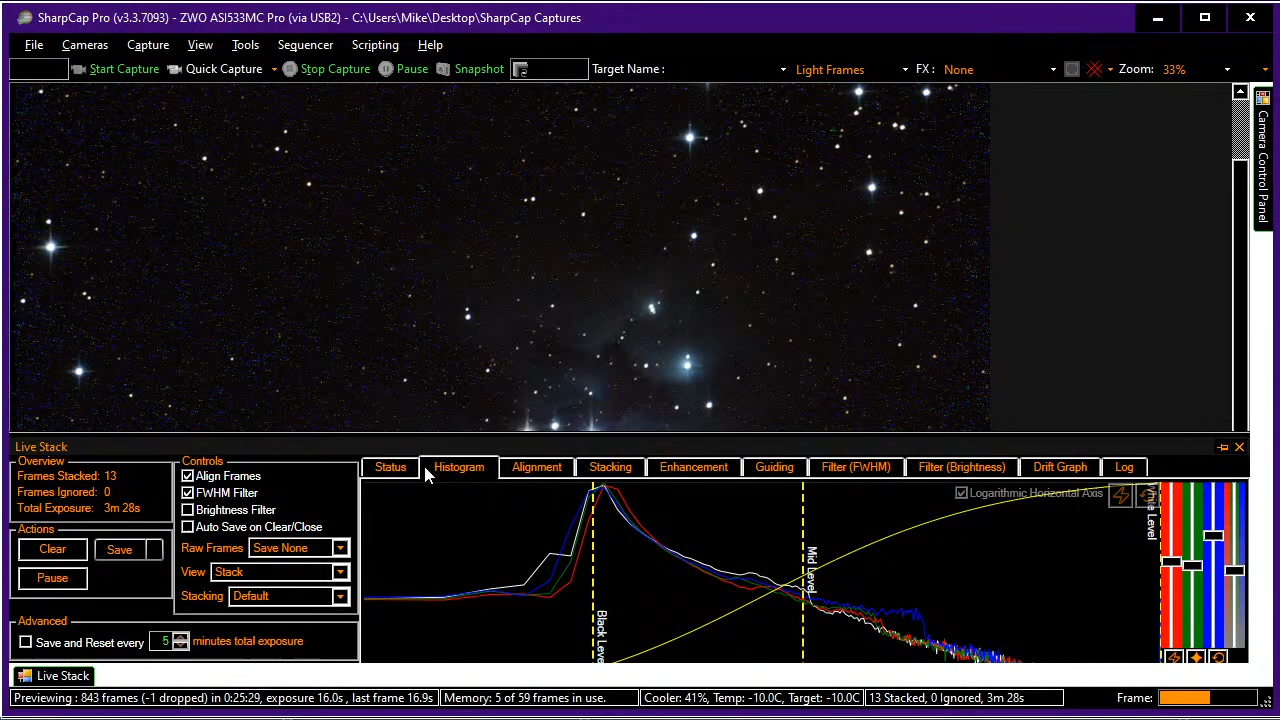 SharpCap Pro (v3.3.7093) - ZWO ASI533MC Pro (via USB2) - C:\Users\Mike\Desktop\SharpCap Captures
File Cameras Capture View Tools Sequencer Scripting Help
Start Capture Quick Capture Stop Capture Pause Snapshot Target Name : Light Frames FX : None Zoom: 33%
Camera Control Panel
Live Stack
Overview
Frames Stacked: 13
Frames Ignored: 0
Total Exposure: 3m 28s
Actions
Clear Save
Pause
Controls
Align Frames
FWHM Filter
Brightness Filter
Auto Save on Clear/Close
Raw Frames Save None
View Stack
Stacking Default
Advanced
Save and Reset every 5 minutes total exposure
Status Histogram Alignment Stacking Enhancement Guiding Filter (FWHM) Filter (Brightness) Drift Graph Log
Logarithmic Horizontal Axis
Black Leve
Mid Level
White Level
Live Stack
Previewing : 843 frames (-1 dropped) in 0:25:29, exposure 16.0s , last frame 16.9s Memory: 5 of 59 frames in use. Cooler: 41%, Temp: -10.0C, Target: -10.0C 13 Stacked, 0 Ignored, 3m 28s Frame: